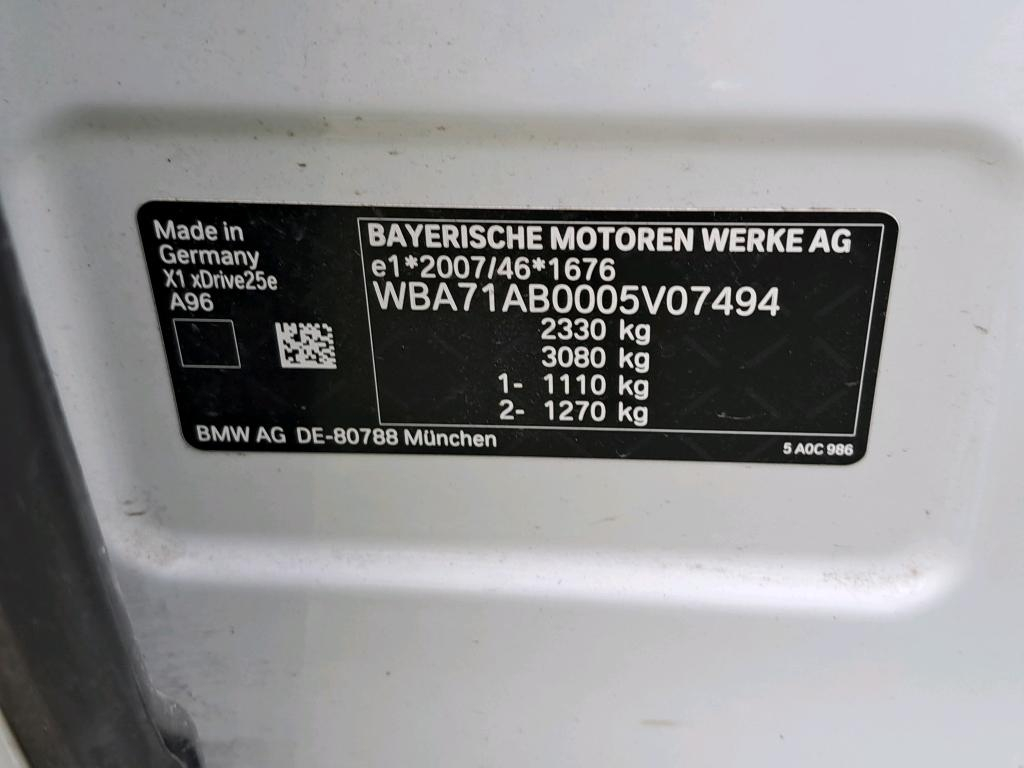 Made in
Germany
X1 xDrive25e
A96
BAYERISCHE MOTOREN WERKE AG
e1*2007/46*1676
WBA71AB0005V07494
2330 kg
3080 kg
1- 1110 kg
2- 1270 kg
BMW AG DE-80788 München
5 A0C 986